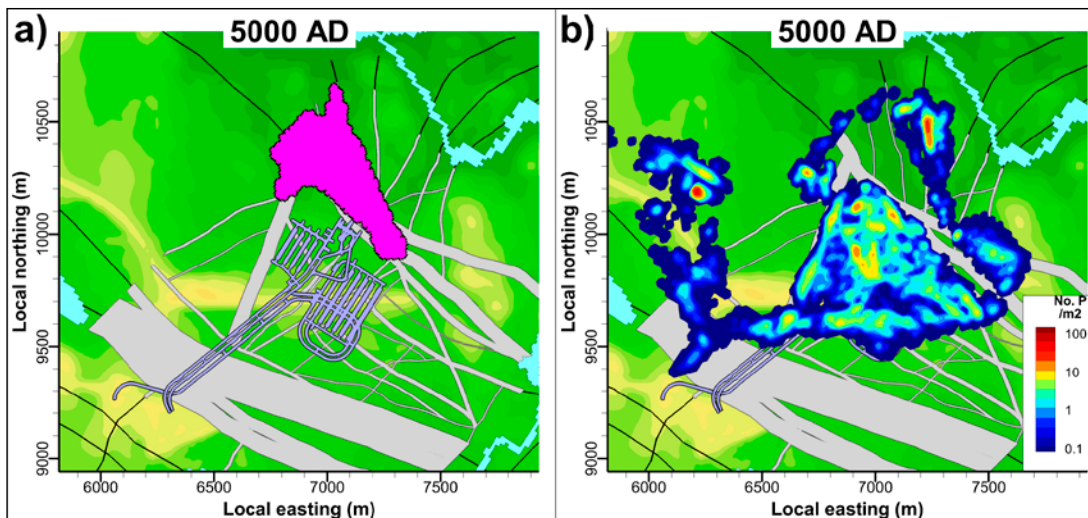 a)
5000 AD
Local northing (m)
10500
10000
9500
9000
6000
6500
7000
7500
Local easting (m)
b)
5000 AD
Local northing (m)
10500
10000
9500
9000
6000
6500
7000
7500
Local easting (m)
No. P
/m2
100
10
1
0.1